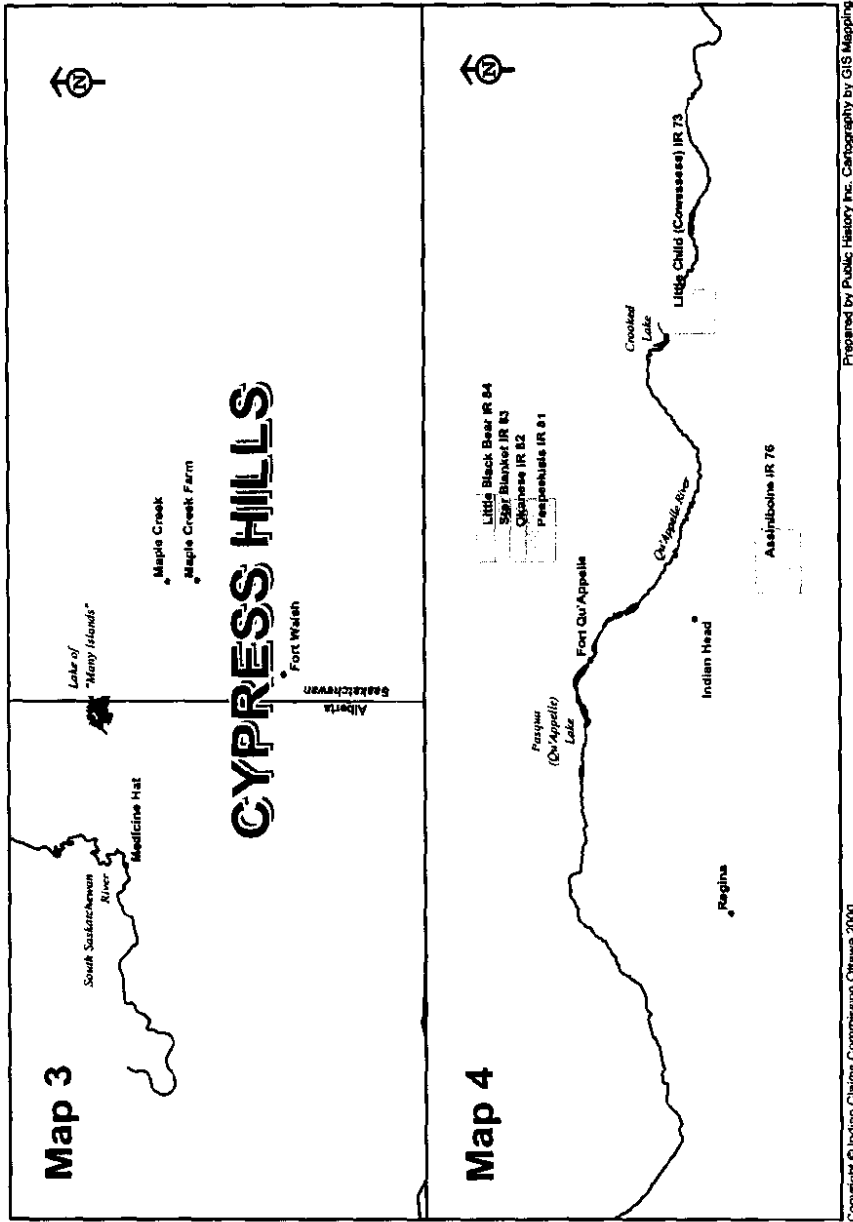 Map 3
N
South Saskatchewan
River
Medicine Hat
Lake of
"Many Islands"
Maple Creek
Maple Creek Farm
CYPRESS HILLS
Fort Walsh
Alberta
Saskatchewan
Map 4
N
Regina
Pasqua
(Qu'Appelle)
Lake
Fort Qu'Appelle
Indian Head
Qu'Appelle River
Little Black Bear IR 84
Star Blanket IR 83
Okanese IR 82
Peepeekisis IR 81
Assiniboine IR 76
Crooked
Lake
Little Child (Cowessess) IR 73
Copyright © Indian Claims Commission Ottawa 2000
Prepared by Public History Inc. Cartography by GIS Mapping